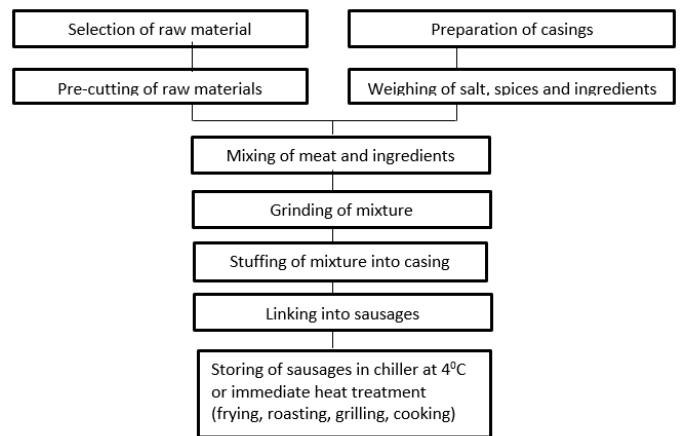 Selection of raw material
Preparation of casings
Pre-cutting of raw materials
Weighing of salt, spices and ingredients
Mixing of meat and ingredients
Grinding of mixture
Stuffing of mixture into casing
Linking into sausages
Storing of sausages in chiller at 4⁰C
or immediate heat treatment
(frying, roasting, grilling, cooking)